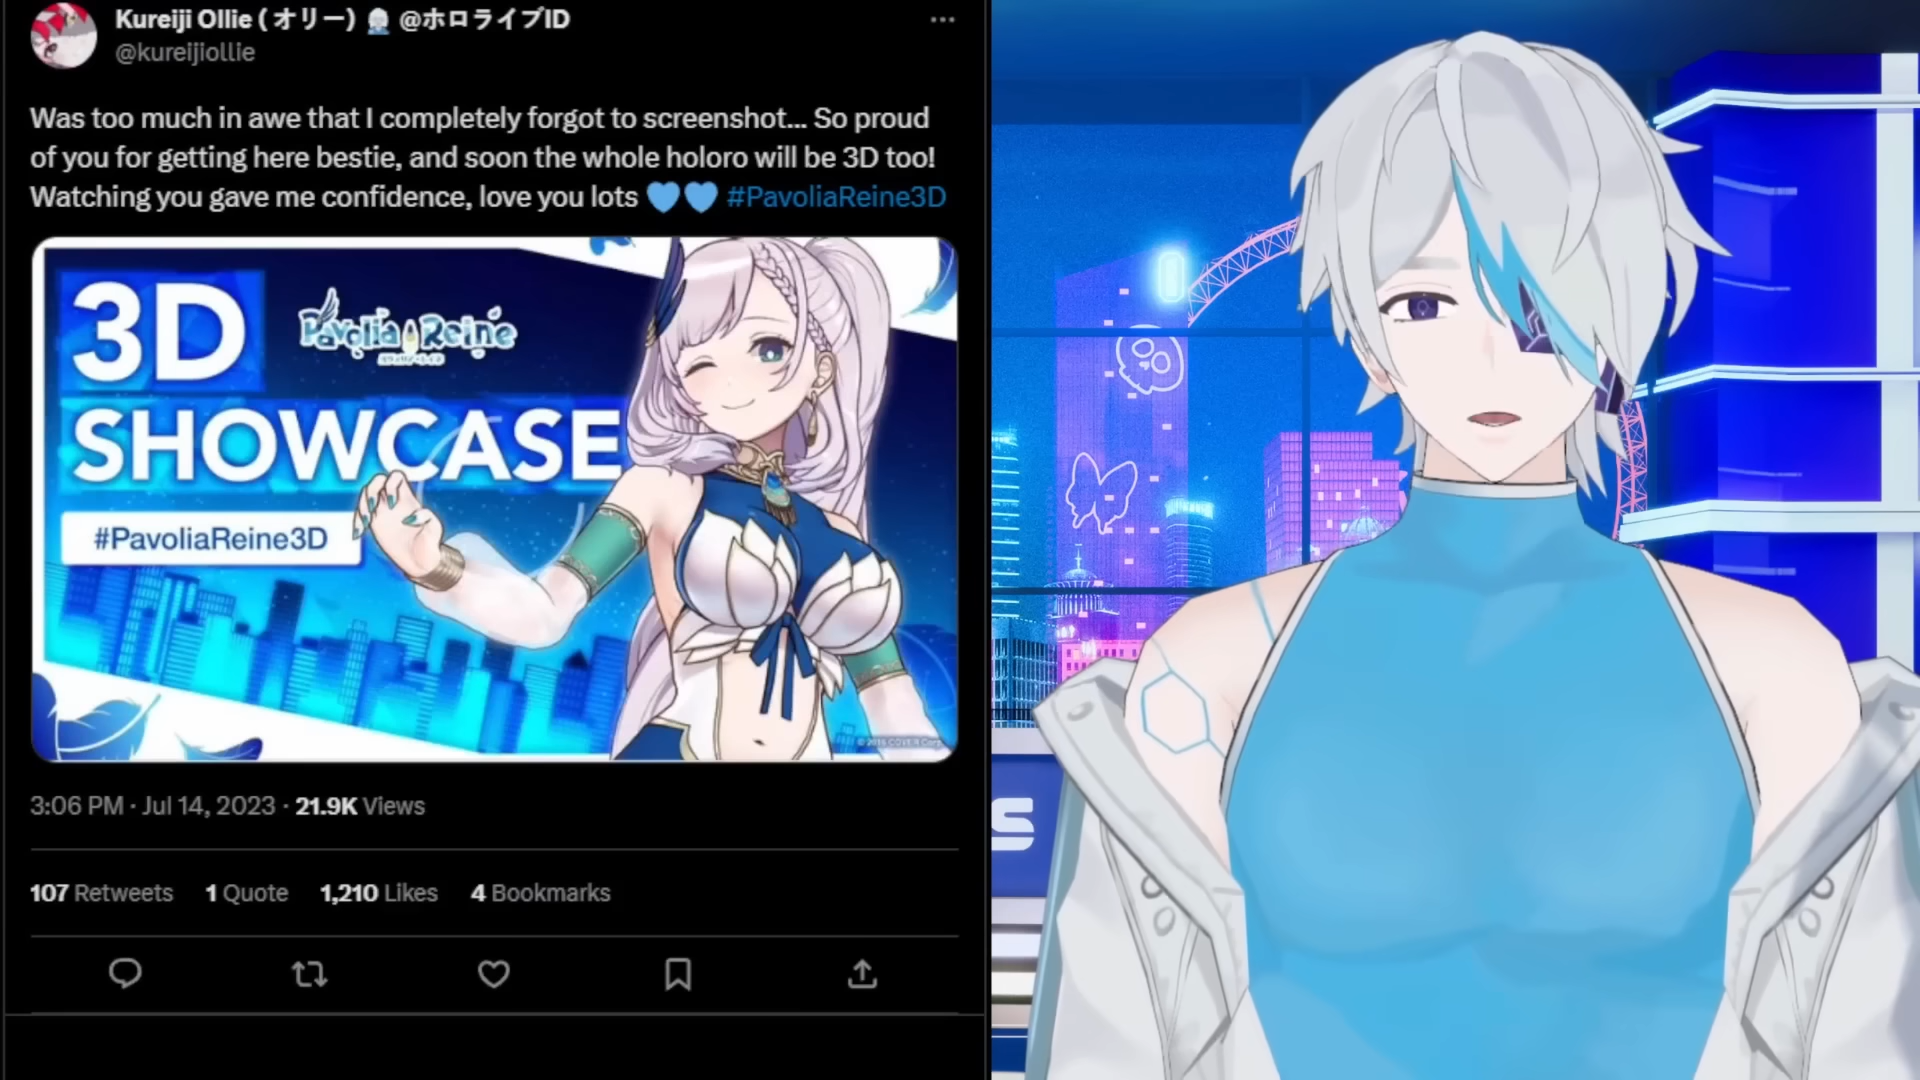 Kureiji Ollie ( オリー) 🧟‍♀️ @ホロライブID
@kureijiollie
Was too much in awe that I completely forgot to screenshot... So proud
of you for getting here bestie, and soon the whole holoro will be 3D too!
Watching you gave me confidence, love you lots 💙💙 #PavoliaReine3D
3D
Pavolia Reine
SHOWCASE
#PavoliaReine3D
3:06 PM · Jul 14, 2023 · 21.9K Views
107 Retweets 1 Quote 1,210 Likes 4 Bookmarks
S